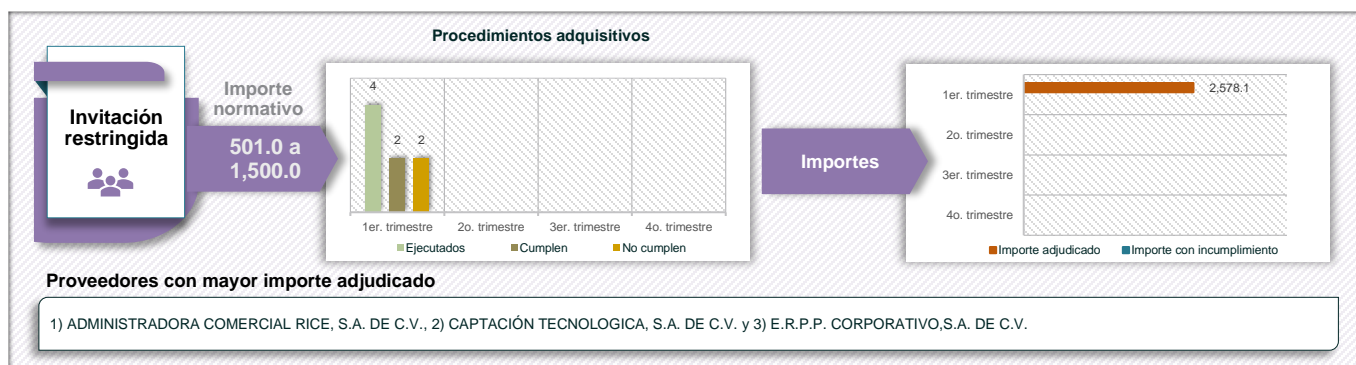 Procedimientos adquisitivos
Invitación
restringida
Importe
normativo
501.0 a
1,500.0
4
2
2
1er. trimestre
2o. trimestre
3er. trimestre
4o. trimestre
Ejecutados
Cumplen
No cumplen
Importes
1er. trimestre
2,578.1
2o. trimestre
3er. trimestre
4o. trimestre
Importe adjudicado
Importe con incumplimiento
Proveedores con mayor importe adjudicado
1) ADMINISTRADORA COMERCIAL RICE, S.A. DE C.V., 2) CAPTACIÓN TECNOLOGICA, S.A. DE C.V. y 3) E.R.P.P. CORPORATIVO,S.A. DE C.V.